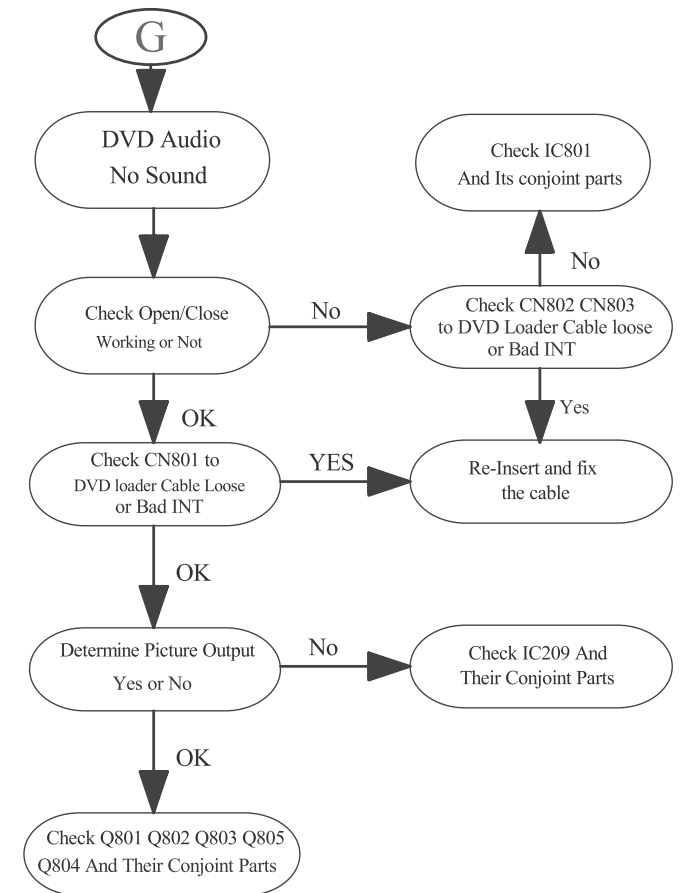 G
DVD Audio
No Sound
Check IC801
And Its conjoint parts
No
Check Open/Close
Working or Not
No
Check CN802 CN803
to DVD Loader Cable loose
or Bad INT
OK
Yes
Check CN801 to
DVD loader Cable Loose
or Bad INT
YES
Re-Insert and fix
the cable
OK
Determine Picture Output
Yes or No
No
Check IC209 And
Their Conjoint Parts
OK
Check Q801 Q802 Q803 Q805
Q804 And Their Conjoint Parts